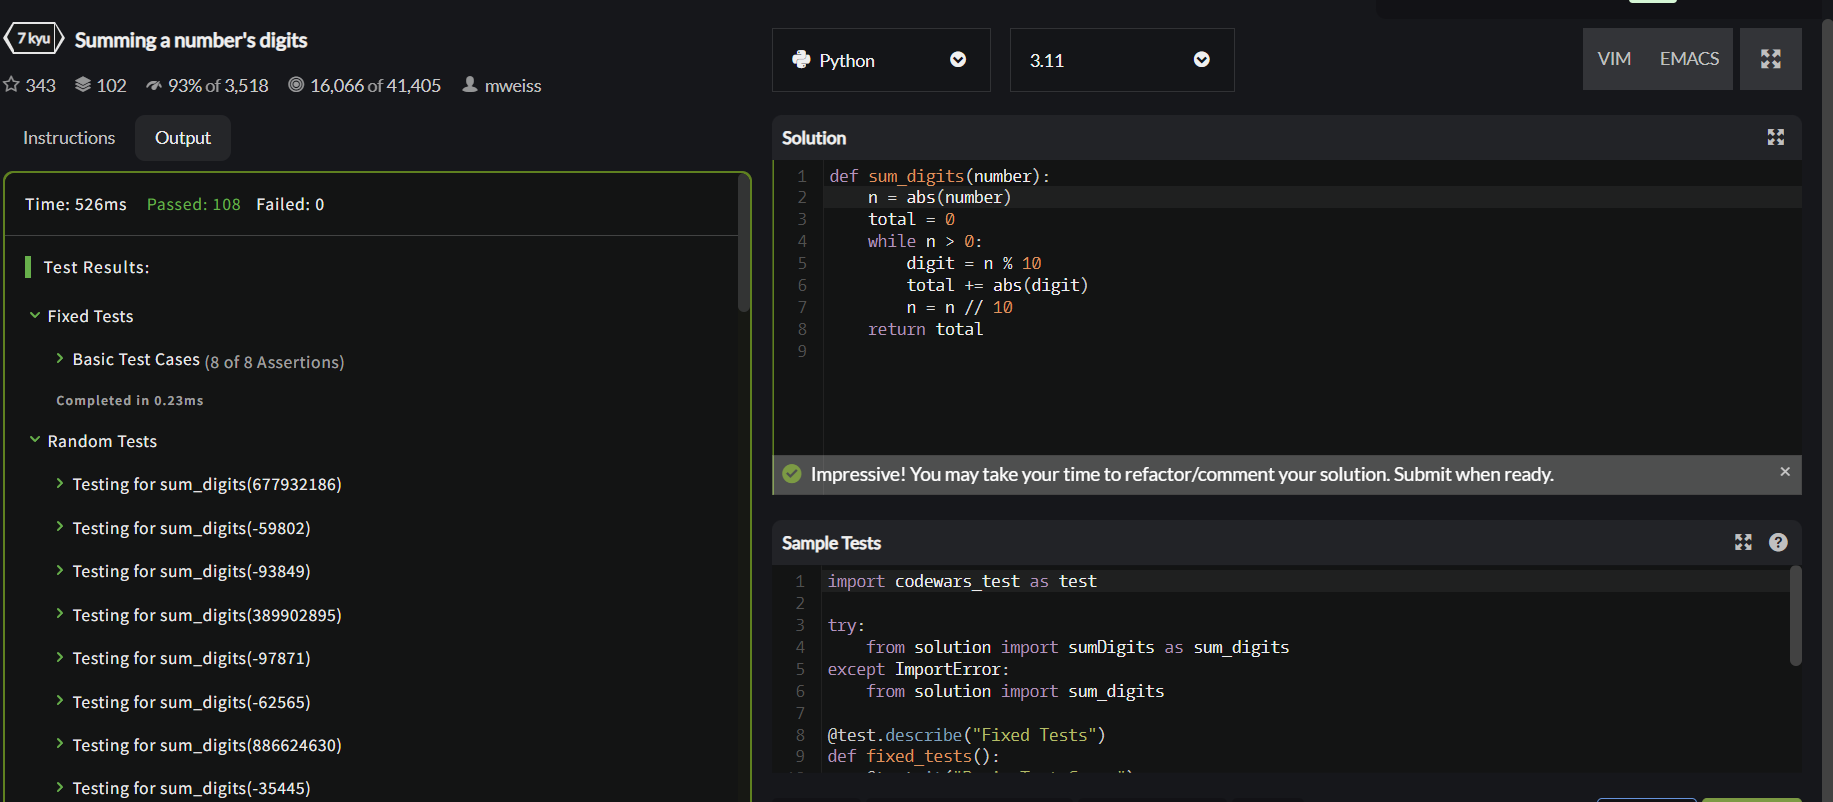 7 kyu Summing a number's digits
343 102 93% of 3,518 16,066 of 41,405 mweiss
Instructions Output
Time: 526ms Passed: 108 Failed: 0
Test Results:
Fixed Tests
Basic Test Cases (8 of 8 Assertions)
Completed in 0.23ms
Random Tests
Testing for sum_digits(677932186)
Testing for sum_digits(-59802)
Testing for sum_digits(-93849)
Testing for sum_digits(389902895)
Testing for sum_digits(-97871)
Testing for sum_digits(-62565)
Testing for sum_digits(886624630)
Testing for sum_digits(-35445)
Python 3.11 VIM EMACS
Solution
1 def sum_digits(number):
2 n = abs(number)
3 total = 0
4 while n > 0:
5 digit = n % 10
6 total += abs(digit)
7 n = n // 10
8 return total
9
Impressive! You may take your time to refactor/comment your solution. Submit when ready. ×
Sample Tests ?
1 import codewars_test as test
2
3 try:
4 from solution import sumDigits as sum_digits
5 except ImportError:
6 from solution import sum_digits
7
8 @test.describe("Fixed Tests")
9 def fixed_tests():